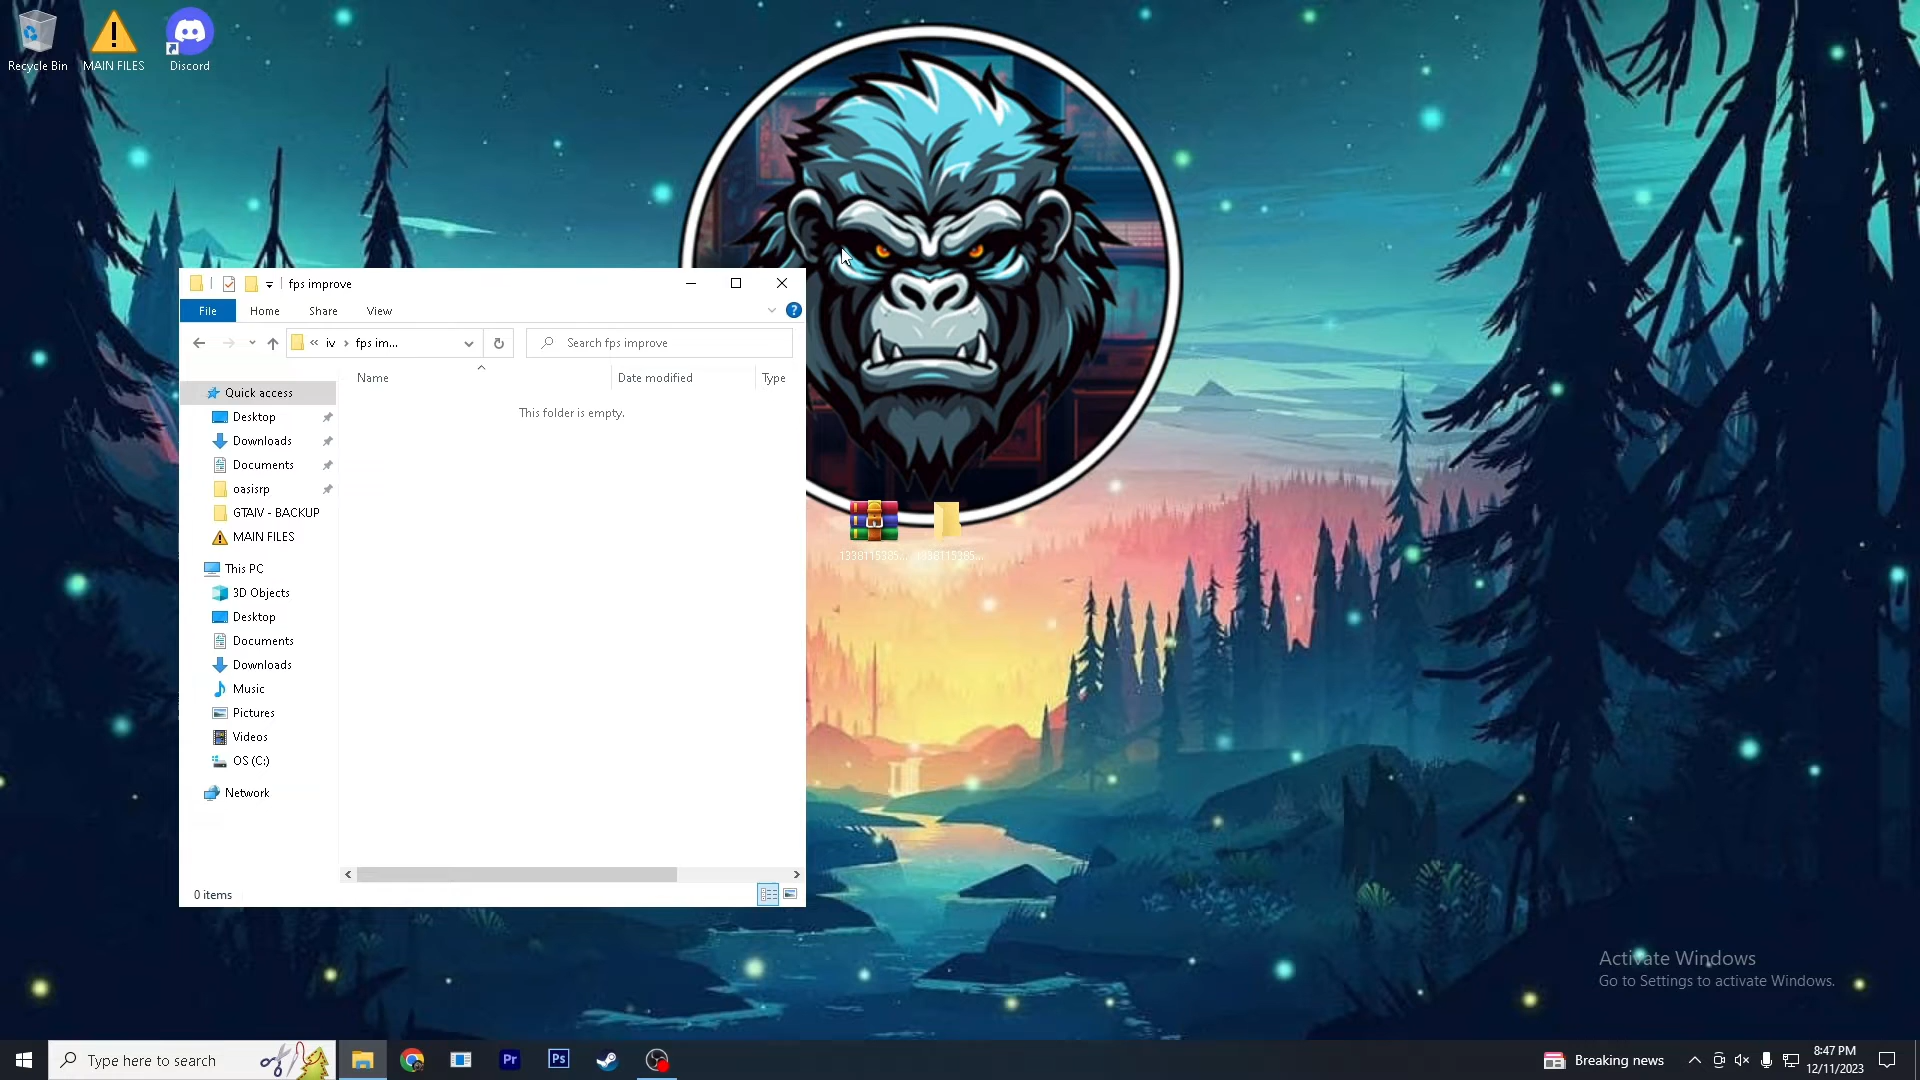 Recycle Bin
MAIN FILES
Discord
fps improve
File
Home
Share
View
?
« iv › fps im...
Search fps improve
Name
Date modified
Type
This folder is empty.
Quick access
Desktop
Downloads
Documents
oasisrp
GTAIV - BACKUP
MAIN FILES
This PC
3D Objects
Desktop
Documents
Downloads
Music
Pictures
Videos
OS (C:)
Network
0 items
Activate Windows
Go to Settings to activate Windows.
Type here to search
Pr
Ps
Breaking news
8:47 PM
12/11/2023